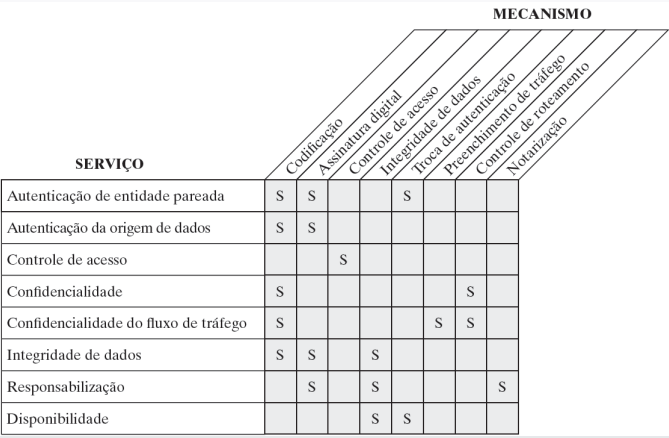 MECANISMO
SERVIÇO
Codificação
Assinatura digital
Controle de acesso
Integridade de dados
Troca de autenticação
Preenchimento de tráfego
Controle de roteamento
Notarização
Autenticação de entidade pareada S S S
Autenticação da origem de dados S S
Controle de acesso S
Confidencialidade S S
Confidencialidade do fluxo de tráfego S S S
Integridade de dados S S S
Responsabilização S S S
Disponibilidade S S